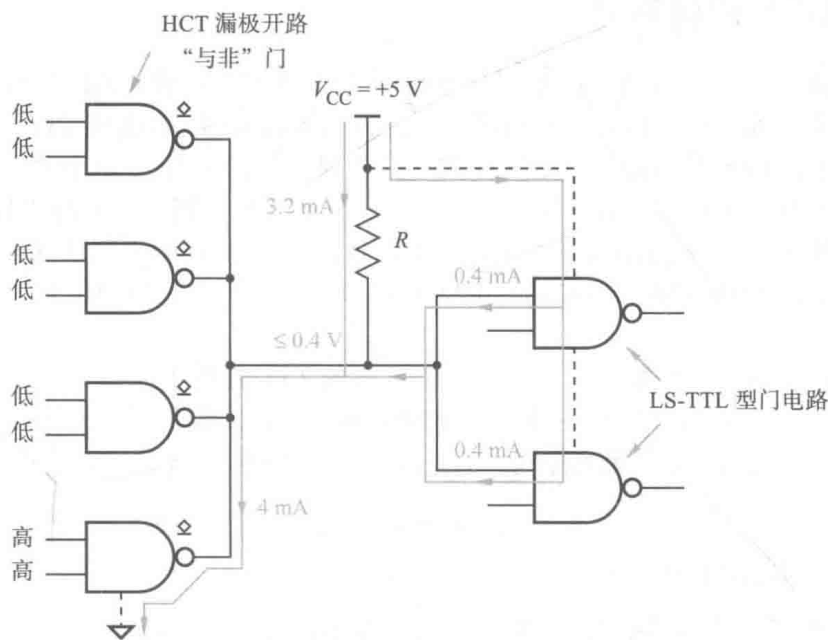 HCT 漏极开路
“与非”门
V_CC = +5 V
低
低
3.2 mA
R
低
低
0.4 mA
≤ 0.4 V
LS-TTL 型门电路
低
低
0.4 mA
4 mA
高
高